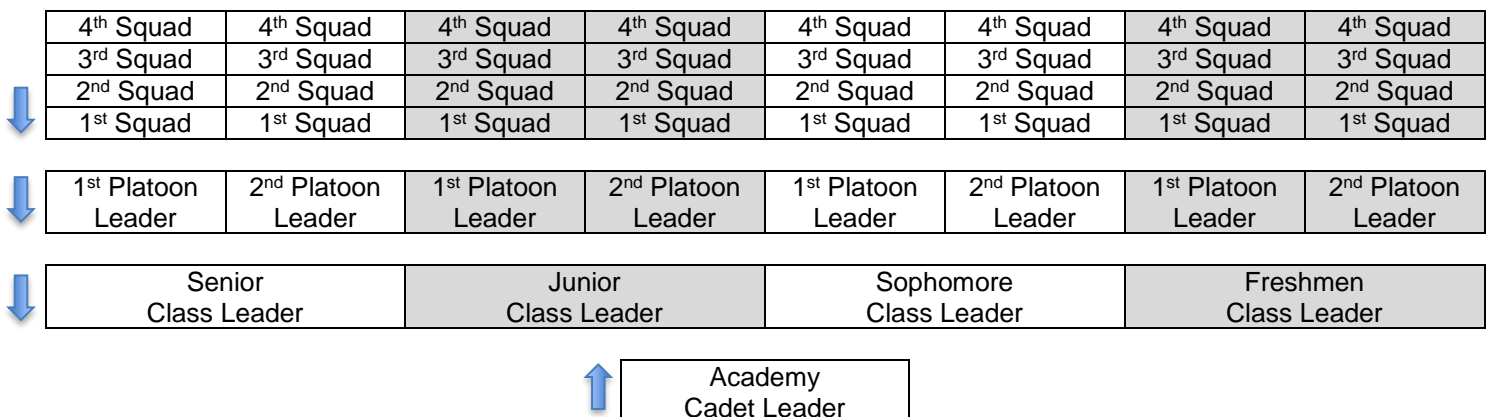 4th Squad 4th Squad 4th Squad 4th Squad 4th Squad 4th Squad 4th Squad 4th Squad
3rd Squad 3rd Squad 3rd Squad 3rd Squad 3rd Squad 3rd Squad 3rd Squad 3rd Squad
2nd Squad 2nd Squad 2nd Squad 2nd Squad 2nd Squad 2nd Squad 2nd Squad 2nd Squad
1st Squad 1st Squad 1st Squad 1st Squad 1st Squad 1st Squad 1st Squad 1st Squad
1st Platoon 2nd Platoon 1st Platoon 2nd Platoon 1st Platoon 2nd Platoon 1st Platoon 2nd Platoon
Leader Leader Leader Leader Leader Leader Leader Leader
Senior Junior Sophomore Freshmen
Class Leader Class Leader Class Leader Class Leader
Academy
Cadet Leader